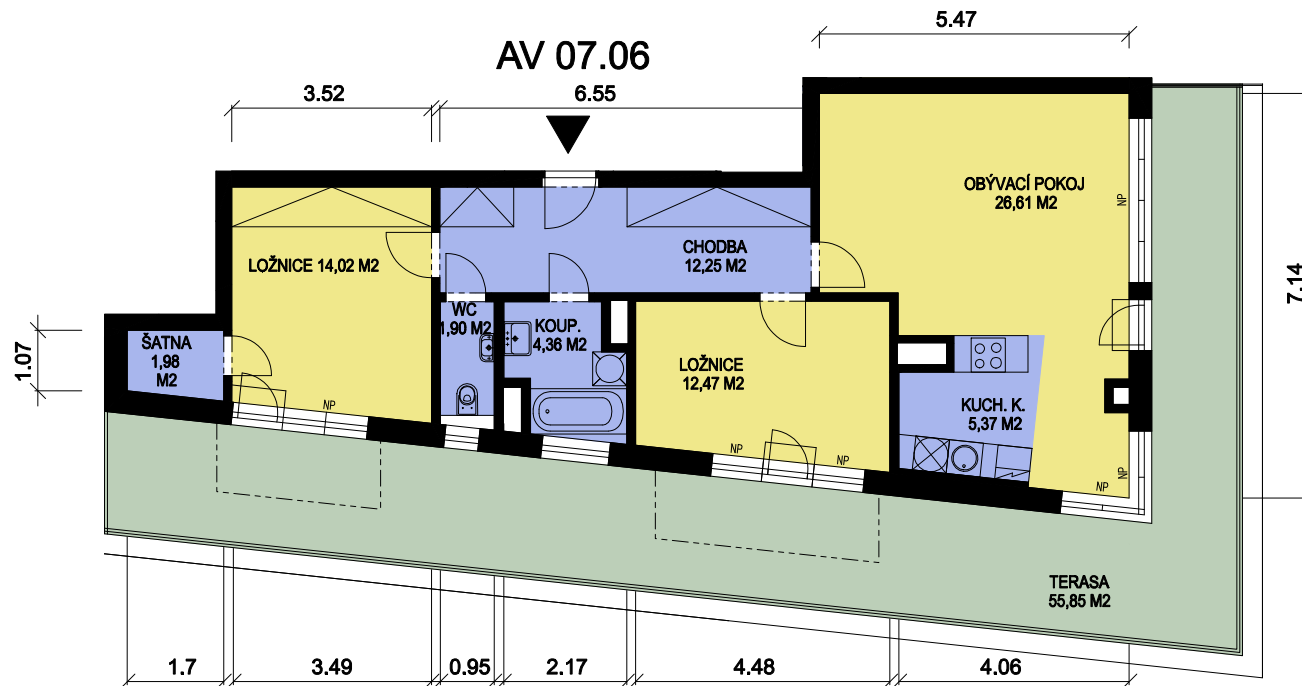 5.47
AV 07.06
3.52
6.55
OBÝVACÍ POKOJ
26,61 M2
NP
CHODBA
12,25 M2
LOŽNICE 14,02 M2
7.14
WC
1,90 M2
KOUP.
4,36 M2
ŠATNA
1,98
M2
1.07
LOŽNICE
12,47 M2
KUCH. K.
5,37 M2
NP
NP
NP
NP
NP
TERASA
55,85 M2
1.7
3.49
0.95
2.17
4.48
4.06